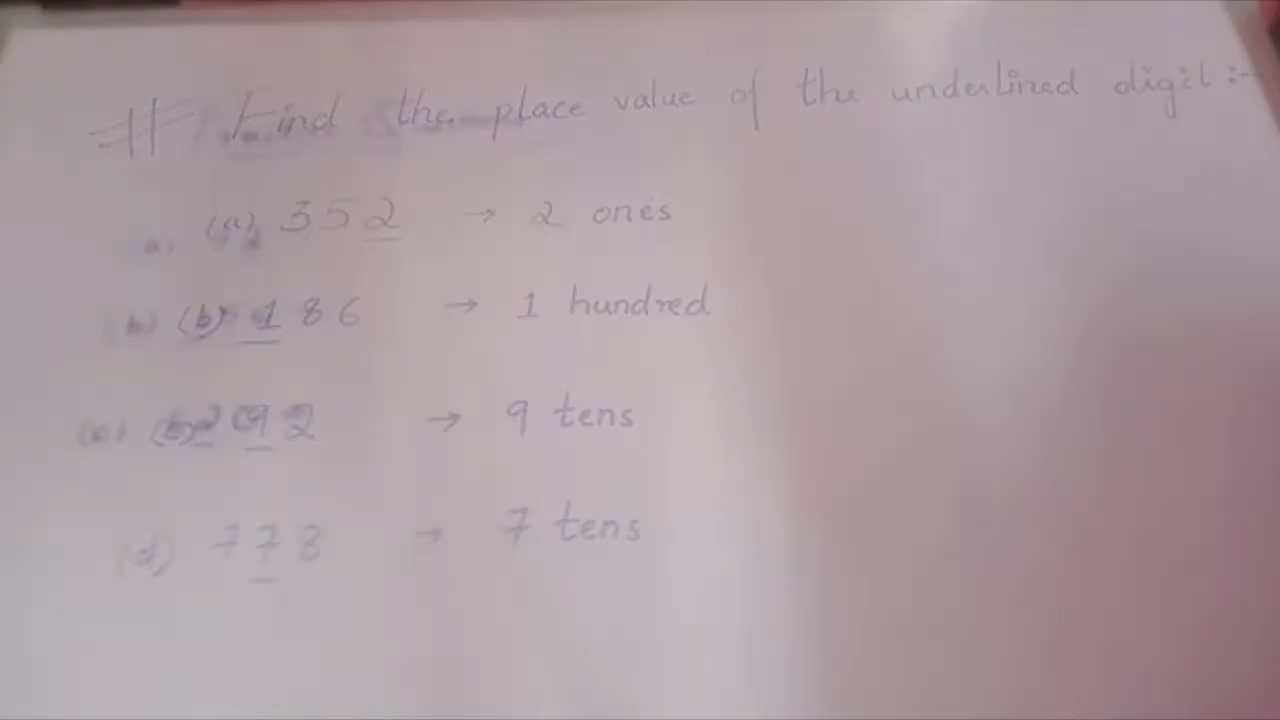 # Find the place value of the underlined digit :-
a) (a) 352 → 2 ones
b) (b) 186 → 1 hundred
(c) 292 → 9 tens
(d) 778 → 7 tens